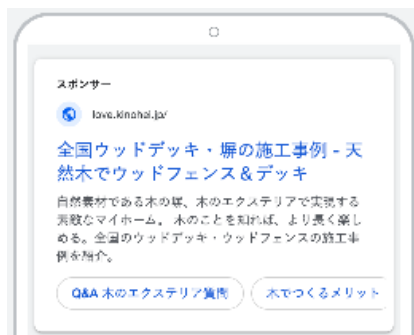 スポンサー
love.kinohei.jp/
全国ウッドデッキ・塀の施工事例 - 天
然木でウッドフェンス＆デッキ
自然素材である木の塀、木のエクステリアで実現する
素敵なマイホーム。 木のことを知れば、より長く楽し
める。全国のウッドデッキ・ウッドフェンスの施工事
例を紹介。
Q&A 木のエクステリア質問
木でつくるメリット